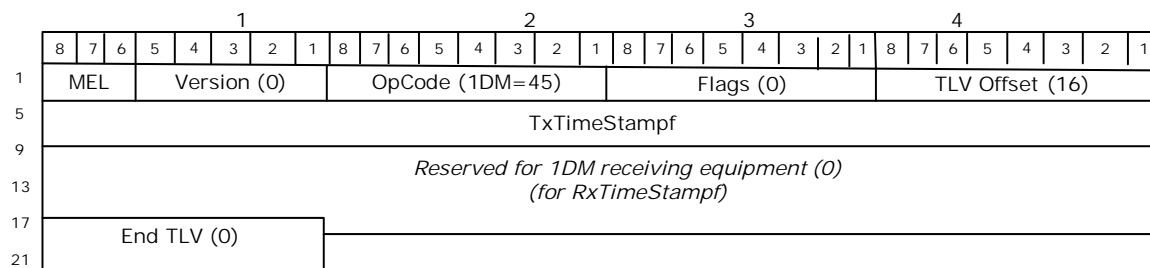 1 2 3 4
8 7 6 5 4 3 2 1 8 7 6 5 4 3 2 1 8 7 6 5 4 3 2 1 8 7 6 5 4 3 2 1
1 MEL Version (0) OpCode (1DM=45) Flags (0) TLV Offset (16)
5 TxTimeStampf
9 Reserved for 1DM receiving equipment (0)
13 (for RxTimeStampf)
17 End TLV (0)
21